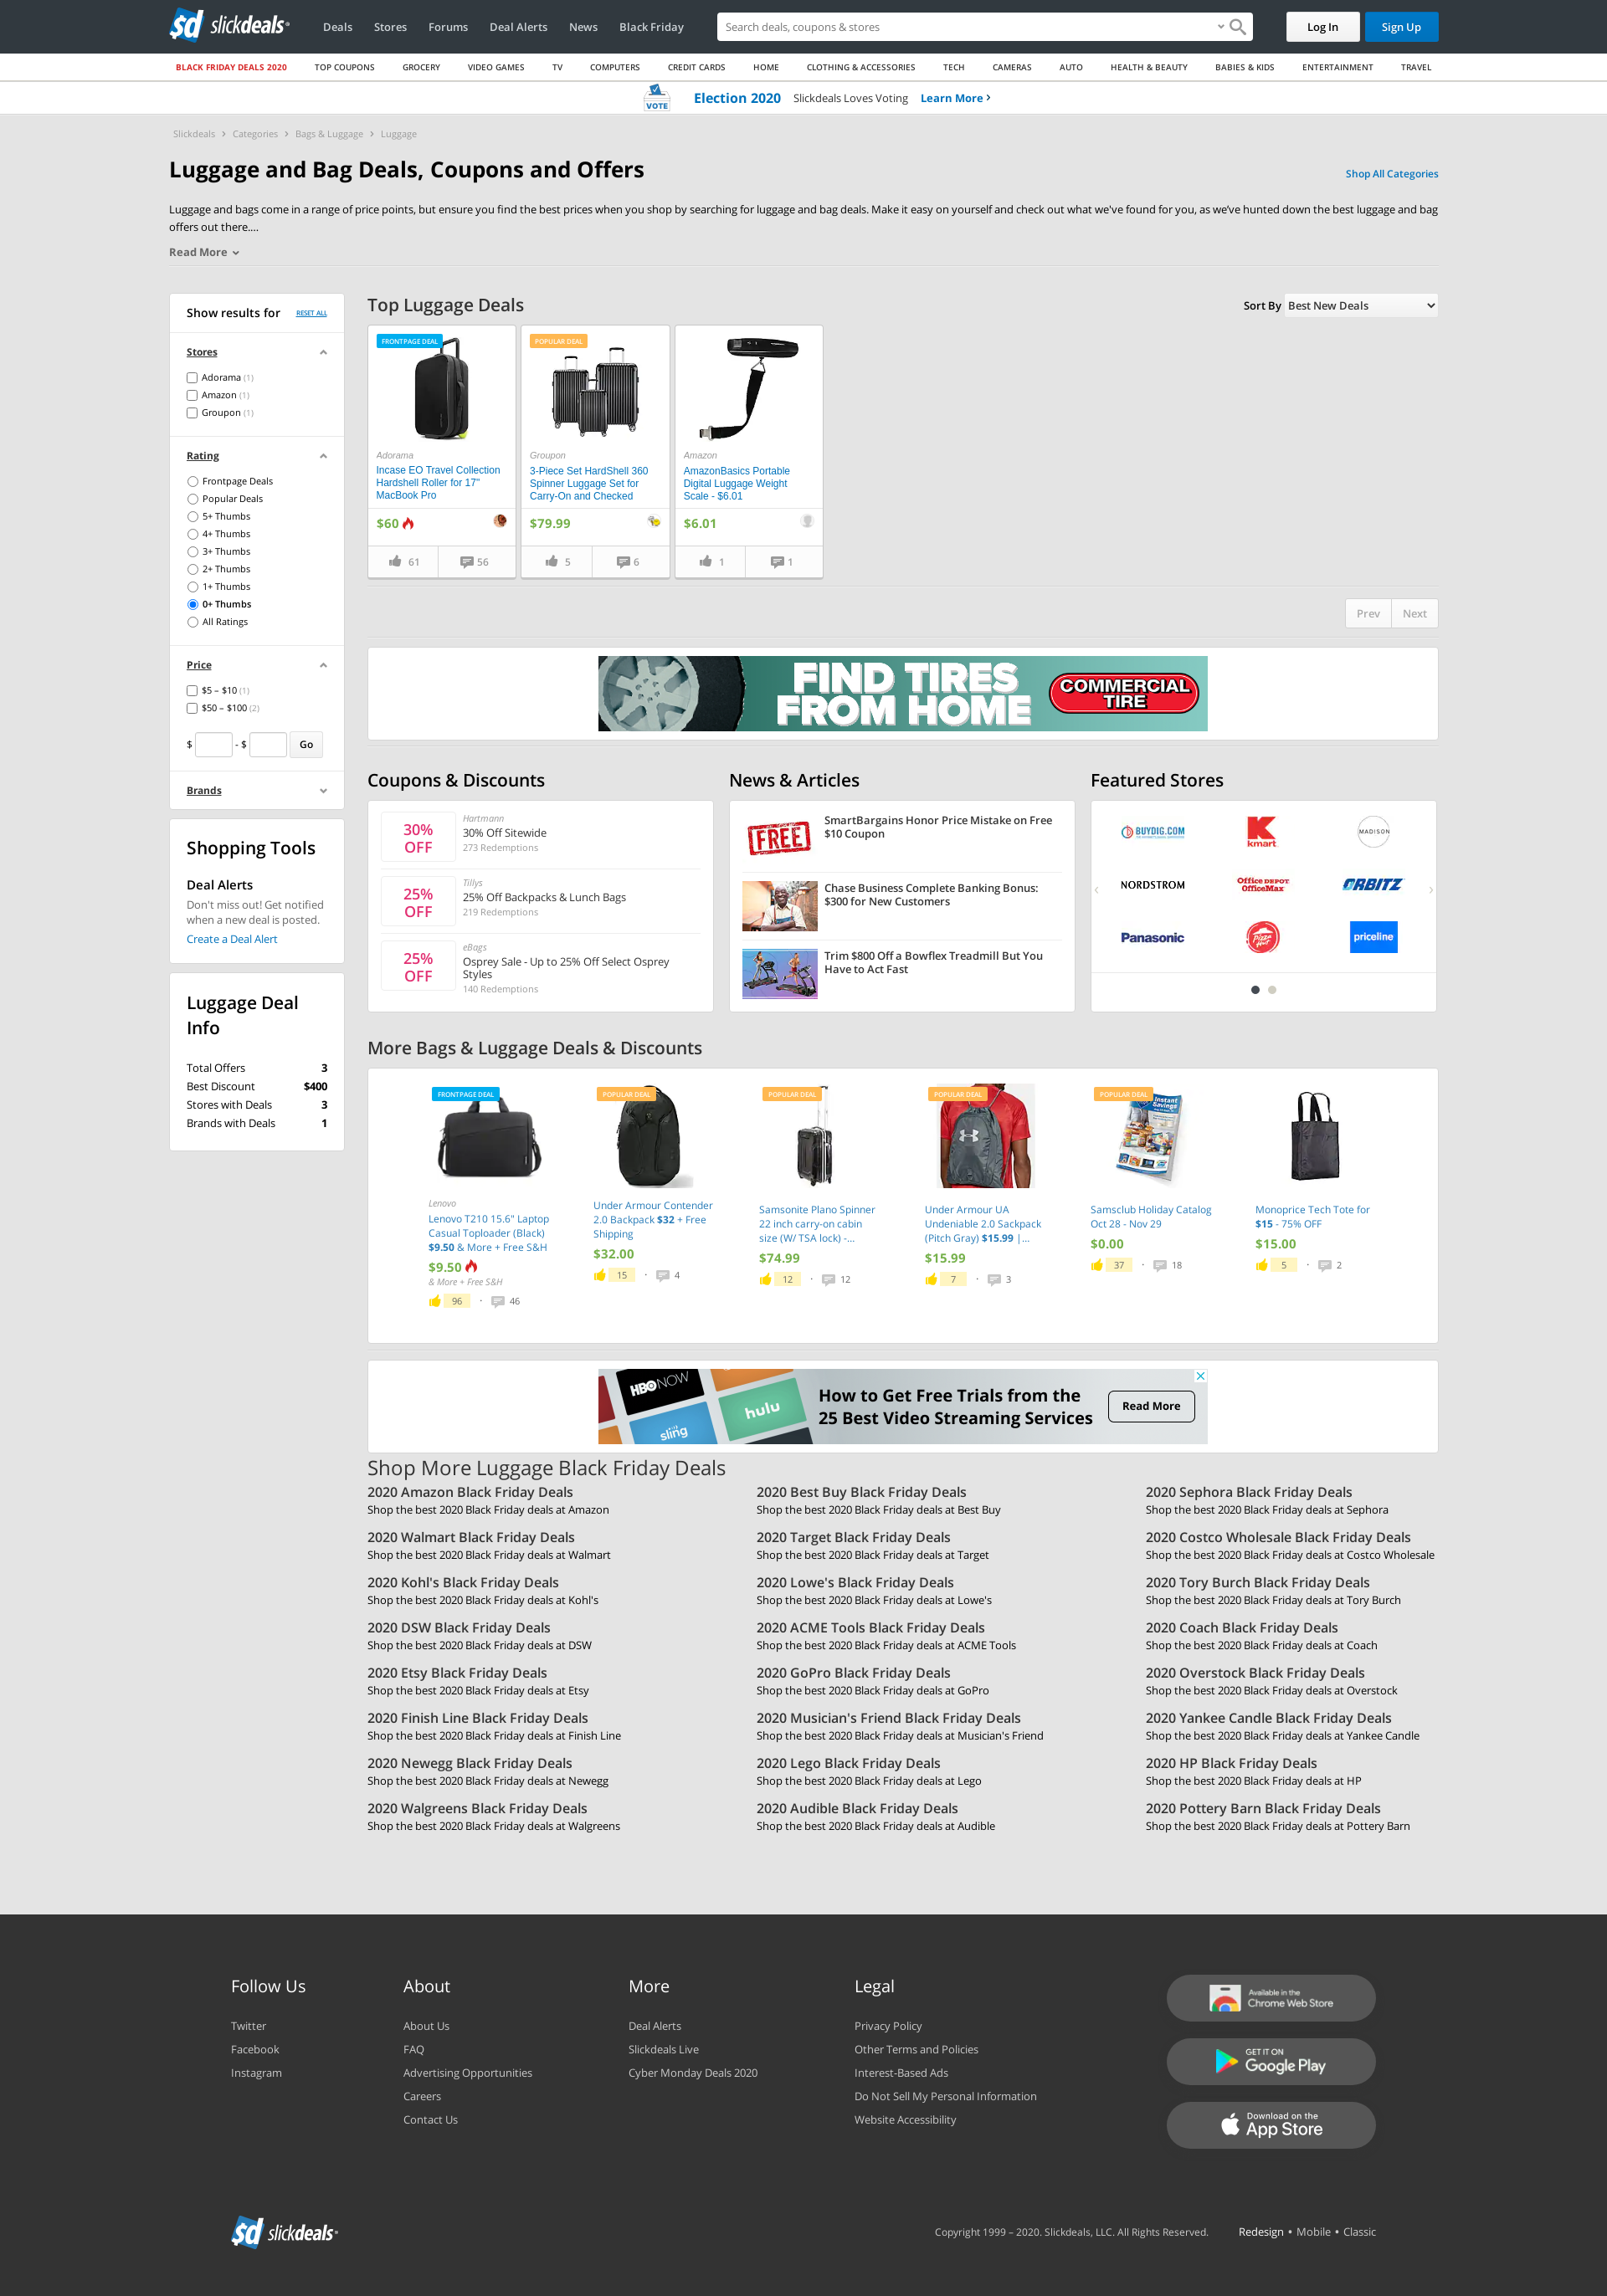 sd slickdeals
Deals Stores Forums Deal Alerts News Black Friday
Search deals, coupons & stores
Log In
Sign Up
BLACK FRIDAY DEALS 2020 TOP COUPONS GROCERY VIDEO GAMES TV COMPUTERS CREDIT CARDS HOME CLOTHING & ACCESSORIES TECH CAMERAS AUTO HEALTH & BEAUTY BABIES & KIDS ENTERTAINMENT TRAVEL
VOTE Election 2020 Slickdeals Loves Voting Learn More ›
Slickdeals › Categories › Bags & Luggage › Luggage
Luggage and Bag Deals, Coupons and Offers
Shop All Categories
Luggage and bags come in a range of price points, but ensure you find the best prices when you shop by searching for luggage and bag deals. Make it easy on yourself and check out what we've found for you, as we've hunted down the best luggage and bag
offers out there....
Read More
Show results for RESET ALL
Stores
Adorama (1)
Amazon (1)
Groupon (1)
Rating
Frontpage Deals
Popular Deals
5+ Thumbs
4+ Thumbs
3+ Thumbs
2+ Thumbs
1+ Thumbs
0+ Thumbs
All Ratings
Price
$5 – $10 (1)
$50 – $100 (2)
$ - $ Go
Brands
Shopping Tools
Deal Alerts
Don't miss out! Get notified
when a new deal is posted.
Create a Deal Alert
Luggage Deal
Info
Total Offers 3
Best Discount $400
Stores with Deals 3
Brands with Deals 1
Top Luggage Deals
Sort By Best New Deals
FRONTPAGE DEAL
Adorama
Incase EO Travel Collection
Hardshell Roller for 17"
MacBook Pro
$60
61 56
POPULAR DEAL
Groupon
3-Piece Set HardShell 360
Spinner Luggage Set for
Carry-On and Checked
$79.99
5 6
Amazon
AmazonBasics Portable
Digital Luggage Weight
Scale - $6.01
$6.01
1 1
Prev Next
FIND TIRES
FROM HOME
COMMERCIAL
TIRE
Coupons & Discounts
30%
OFF
Hartmann
30% Off Sitewide
273 Redemptions
25%
OFF
Tillys
25% Off Backpacks & Lunch Bags
219 Redemptions
25%
OFF
eBags
Osprey Sale - Up to 25% Off Select Osprey
Styles
140 Redemptions
News & Articles
FREE
SmartBargains Honor Price Mistake on Free
$10 Coupon
Chase Business Complete Banking Bonus:
$300 for New Customers
Trim $800 Off a Bowflex Treadmill But You
Have to Act Fast
Featured Stores
BUYDIG.COM
kmart
MADISON
NORDSTROM
Office DEPOT
OfficeMax
ORBITZ
Panasonic
Pizza Hut
priceline
More Bags & Luggage Deals & Discounts
FRONTPAGE DEAL
Lenovo
Lenovo T210 15.6" Laptop
Casual Toploader (Black)
$9.50 & More + Free S&H
$9.50
& More + Free S&H
96 · 46
POPULAR DEAL
Under Armour Contender
2.0 Backpack $32 + Free
Shipping
$32.00
15 · 4
POPULAR DEAL
Samsonite Plano Spinner
22 inch carry-on cabin
size (W/ TSA lock) -...
$74.99
12 · 12
POPULAR DEAL
Under Armour UA
Undeniable 2.0 Sackpack
(Pitch Gray) $15.99 |...
$15.99
7 · 3
POPULAR DEAL
Instant
Savings
Samsclub Holiday Catalog
Oct 28 - Nov 29
$0.00
37 · 18
Monoprice Tech Tote for
$15 - 75% OFF
$15.00
5 · 2
HBO NOW
hulu
sling
How to Get Free Trials from the
25 Best Video Streaming Services
Read More
Shop More Luggage Black Friday Deals
2020 Amazon Black Friday Deals
Shop the best 2020 Black Friday deals at Amazon
2020 Walmart Black Friday Deals
Shop the best 2020 Black Friday deals at Walmart
2020 Kohl's Black Friday Deals
Shop the best 2020 Black Friday deals at Kohl's
2020 DSW Black Friday Deals
Shop the best 2020 Black Friday deals at DSW
2020 Etsy Black Friday Deals
Shop the best 2020 Black Friday deals at Etsy
2020 Finish Line Black Friday Deals
Shop the best 2020 Black Friday deals at Finish Line
2020 Newegg Black Friday Deals
Shop the best 2020 Black Friday deals at Newegg
2020 Walgreens Black Friday Deals
Shop the best 2020 Black Friday deals at Walgreens
2020 Best Buy Black Friday Deals
Shop the best 2020 Black Friday deals at Best Buy
2020 Target Black Friday Deals
Shop the best 2020 Black Friday deals at Target
2020 Lowe's Black Friday Deals
Shop the best 2020 Black Friday deals at Lowe's
2020 ACME Tools Black Friday Deals
Shop the best 2020 Black Friday deals at ACME Tools
2020 GoPro Black Friday Deals
Shop the best 2020 Black Friday deals at GoPro
2020 Musician's Friend Black Friday Deals
Shop the best 2020 Black Friday deals at Musician's Friend
2020 Lego Black Friday Deals
Shop the best 2020 Black Friday deals at Lego
2020 Audible Black Friday Deals
Shop the best 2020 Black Friday deals at Audible
2020 Sephora Black Friday Deals
Shop the best 2020 Black Friday deals at Sephora
2020 Costco Wholesale Black Friday Deals
Shop the best 2020 Black Friday deals at Costco Wholesale
2020 Tory Burch Black Friday Deals
Shop the best 2020 Black Friday deals at Tory Burch
2020 Coach Black Friday Deals
Shop the best 2020 Black Friday deals at Coach
2020 Overstock Black Friday Deals
Shop the best 2020 Black Friday deals at Overstock
2020 Yankee Candle Black Friday Deals
Shop the best 2020 Black Friday deals at Yankee Candle
2020 HP Black Friday Deals
Shop the best 2020 Black Friday deals at HP
2020 Pottery Barn Black Friday Deals
Shop the best 2020 Black Friday deals at Pottery Barn
Follow Us
Twitter
Facebook
Instagram
About
About Us
FAQ
Advertising Opportunities
Careers
Contact Us
More
Deal Alerts
Slickdeals Live
Cyber Monday Deals 2020
Legal
Privacy Policy
Other Terms and Policies
Interest-Based Ads
Do Not Sell My Personal Information
Website Accessibility
Available in the
Chrome Web Store
GET IT ON
Google Play
Download on the
App Store
sd slickdeals
Copyright 1999 – 2020. Slickdeals, LLC. All Rights Reserved.
Redesign • Mobile • Classic